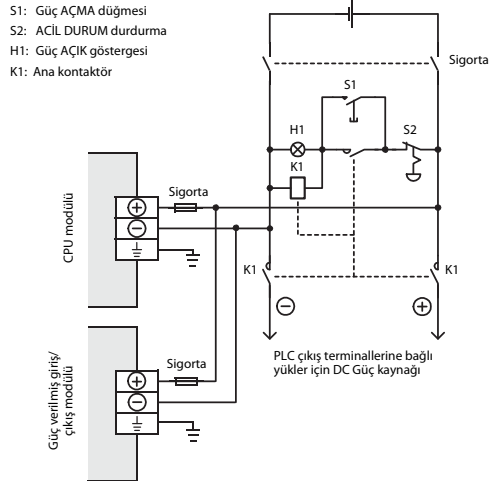 S1: Güç AÇMA düğmesi
S2: ACİL DURUM durdurma
H1: Güç AÇIK göstergesi
K1: Ana kontaktör
Sigorta
S1
H1
S2
K1
CPU modülü
Sigorta
K1
K1
PLC çıkış terminallerine bağlı
yükler için DC Güç kaynağı
Güç verilmiş giriş/
çıkış modülü
Sigorta